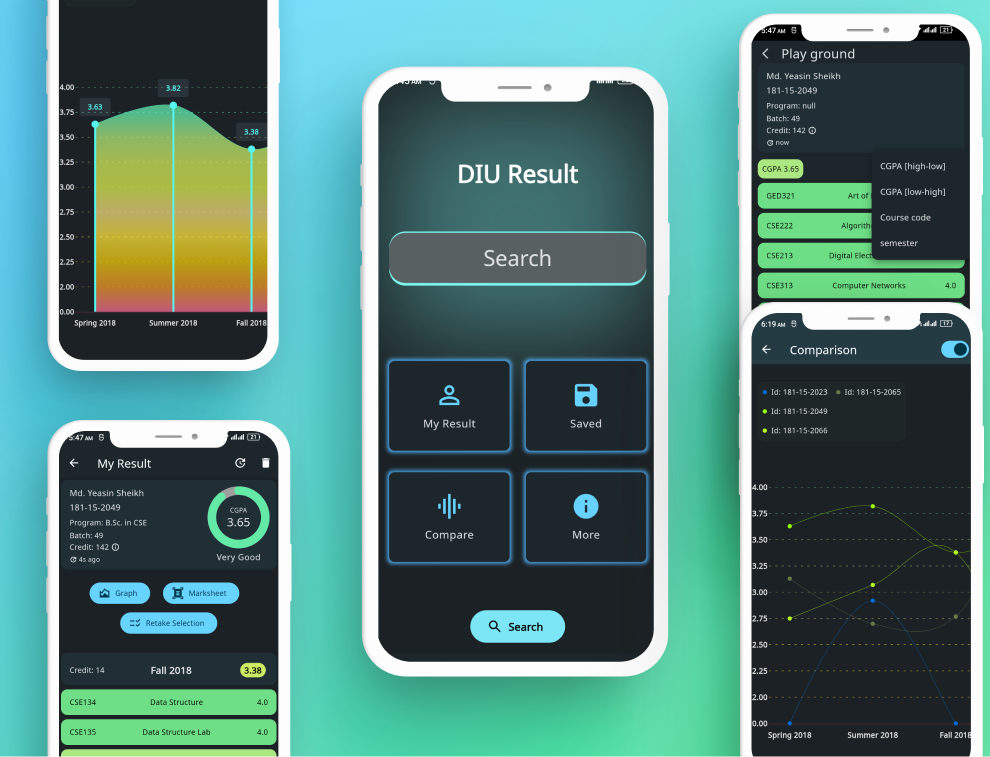 4.00
3.82
3.63
3.75
3.50
3.38
3.25
3.00
2.75
2.50
2.25
2.00
0.00
Spring 2018 Summer 2018 Fall 2018
5:47 AM 21
My Result
Md. Yeasin Sheikh
181-15-2049
Program: B.Sc. in CSE
Batch: 49
Credit: 142
4s ago
CGPA
3.65
Very Good
Graph Marksheet
Retake Selection
Credit: 14 Fall 2018 3.38
CSE134 Data Structure 4.0
CSE135 Data Structure Lab 4.0
DIU Result
Search
My Result Saved
Compare More
Search
5:47 AM 21
Play ground
Md. Yeasin Sheikh
181-15-2049
Program: null
Batch: 49
Credit: 142
now
CGPA 3.65
CGPA [high-low]
CGPA [low-high]
Course code
semester
GED321 Art of
CSE222 Algorith
CSE213 Digital Elect
CSE313 Computer Networks 4.0
6:19 AM 17
Comparison
Id: 181-15-2023 Id: 181-15-2065
Id: 181-15-2049
Id: 181-15-2066
4.00
3.75
3.50
3.25
3.00
2.75
2.50
2.25
2.00
0.00
Spring 2018 Summer 2018 Fall 2018